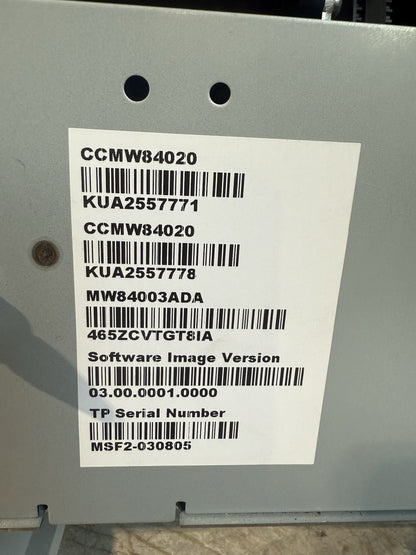 CCMW84020
KUA2557771
CCMW84020
KUA2557778
MW84003ADA
465ZCVTGT8IA
Software Image Version
03.00.0001.0000
TP Serial Number
MSF2-030805